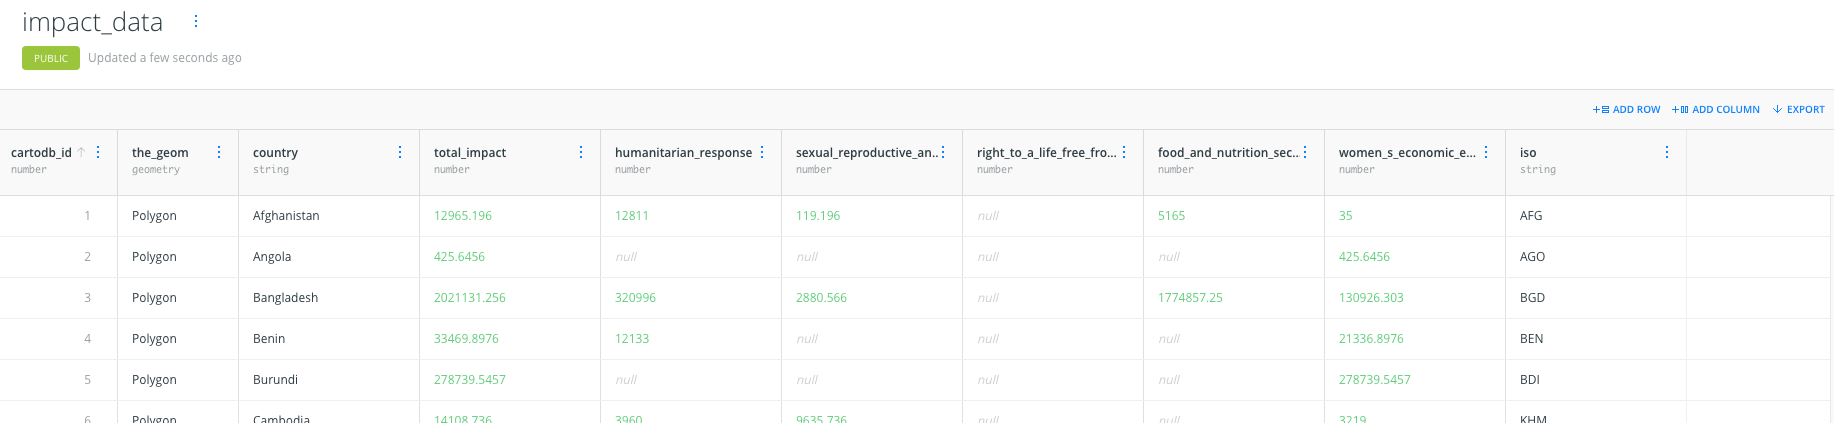 impact_data
PUBLIC Updated a few seconds ago
ADD ROW ADD COLUMN EXPORT
cartodb_id the_geom country total_impact humanitarian_response sexual_reproductive_an... right_to_a_life_free_fro... food_and_nutrition_sec... women_s_economic_e... iso
number geometry string number number number number number number string
1 Polygon Afghanistan 12965.196 12811 119.196 null 5165 35 AFG
2 Polygon Angola 425.6456 null null null null 425.6456 AGO
3 Polygon Bangladesh 2021131.256 320996 2880.566 null 1774857.25 130926.303 BGD
4 Polygon Benin 33469.8976 12133 null null null 21336.8976 BEN
5 Polygon Burundi 278739.5457 null null null null 278739.5457 BDI
6 Polygon Cambodia 14108.736 3960 9635.736 null null 3219 KHM